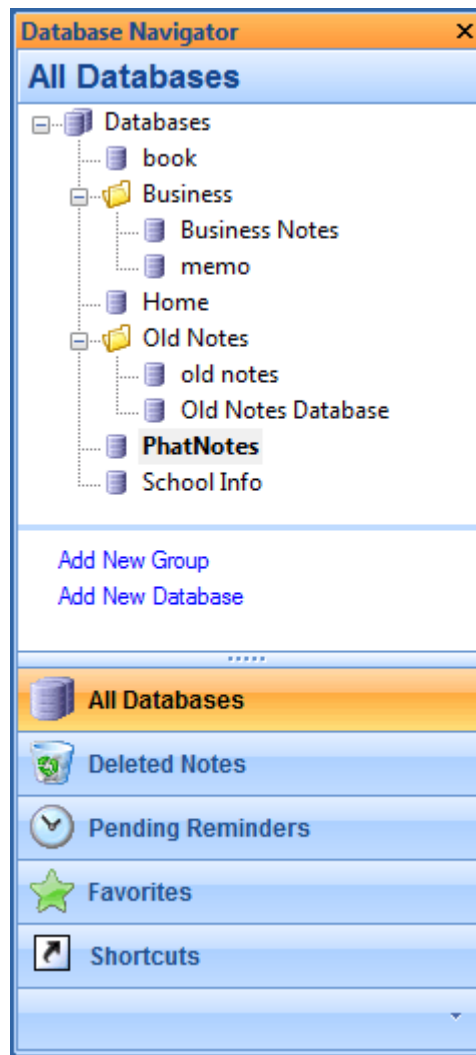 Database Navigator
All Databases
Databases
book
Business
Business Notes
memo
Home
Old Notes
old notes
Old Notes Database
PhatNotes
School Info
Add New Group
Add New Database
All Databases
Deleted Notes
Pending Reminders
Favorites
Shortcuts